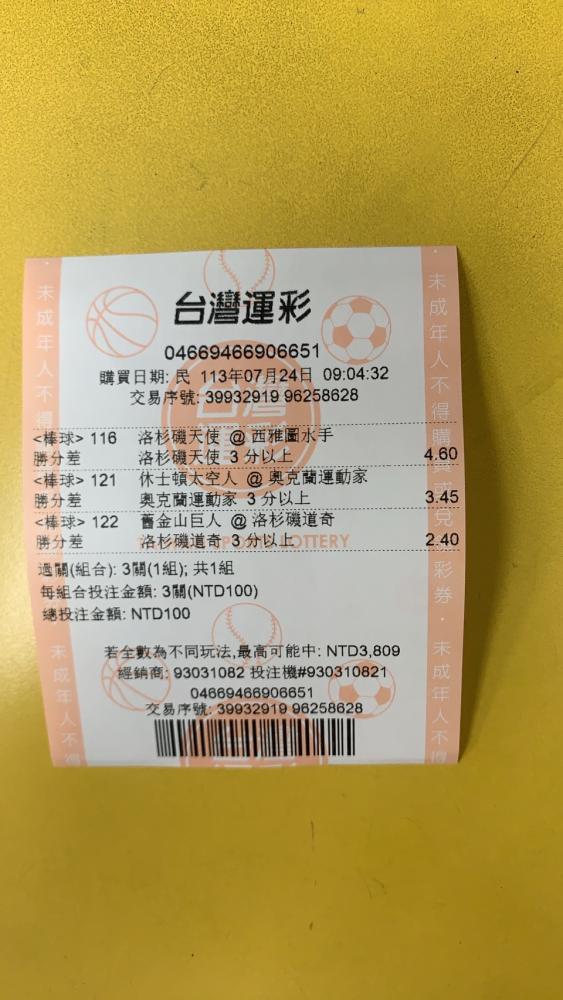 台灣運彩
04669466906651
購買日期: 民 113年07月24日 09:04:32
交易序號: 39932919 96258628
<棒球> 116 洛杉磯天使 @ 西雅圖水手
勝分差 洛杉磯天使 3 分以上 4.60
<棒球> 121 休士頓太空人 @ 奧克蘭運動家
勝分差 奧克蘭運動家 3 分以上 3.45
<棒球> 122 舊金山巨人 @ 洛杉磯道奇
勝分差 洛杉磯道奇 3 分以上 2.40
過關(組合): 3關(1組); 共1組
每組合投注金額: 3關(NTD100)
總投注金額: NTD100
若全數為不同玩法,最高可能中: NTD3,809
經銷商: 93031082 投注機#930310821
04669466906651
交易序號: 39932919 96258628
未成年人不得
未成年人不得
未成年人不得購買或兌
彩券.未成年人不得
台灣
LOTTERY